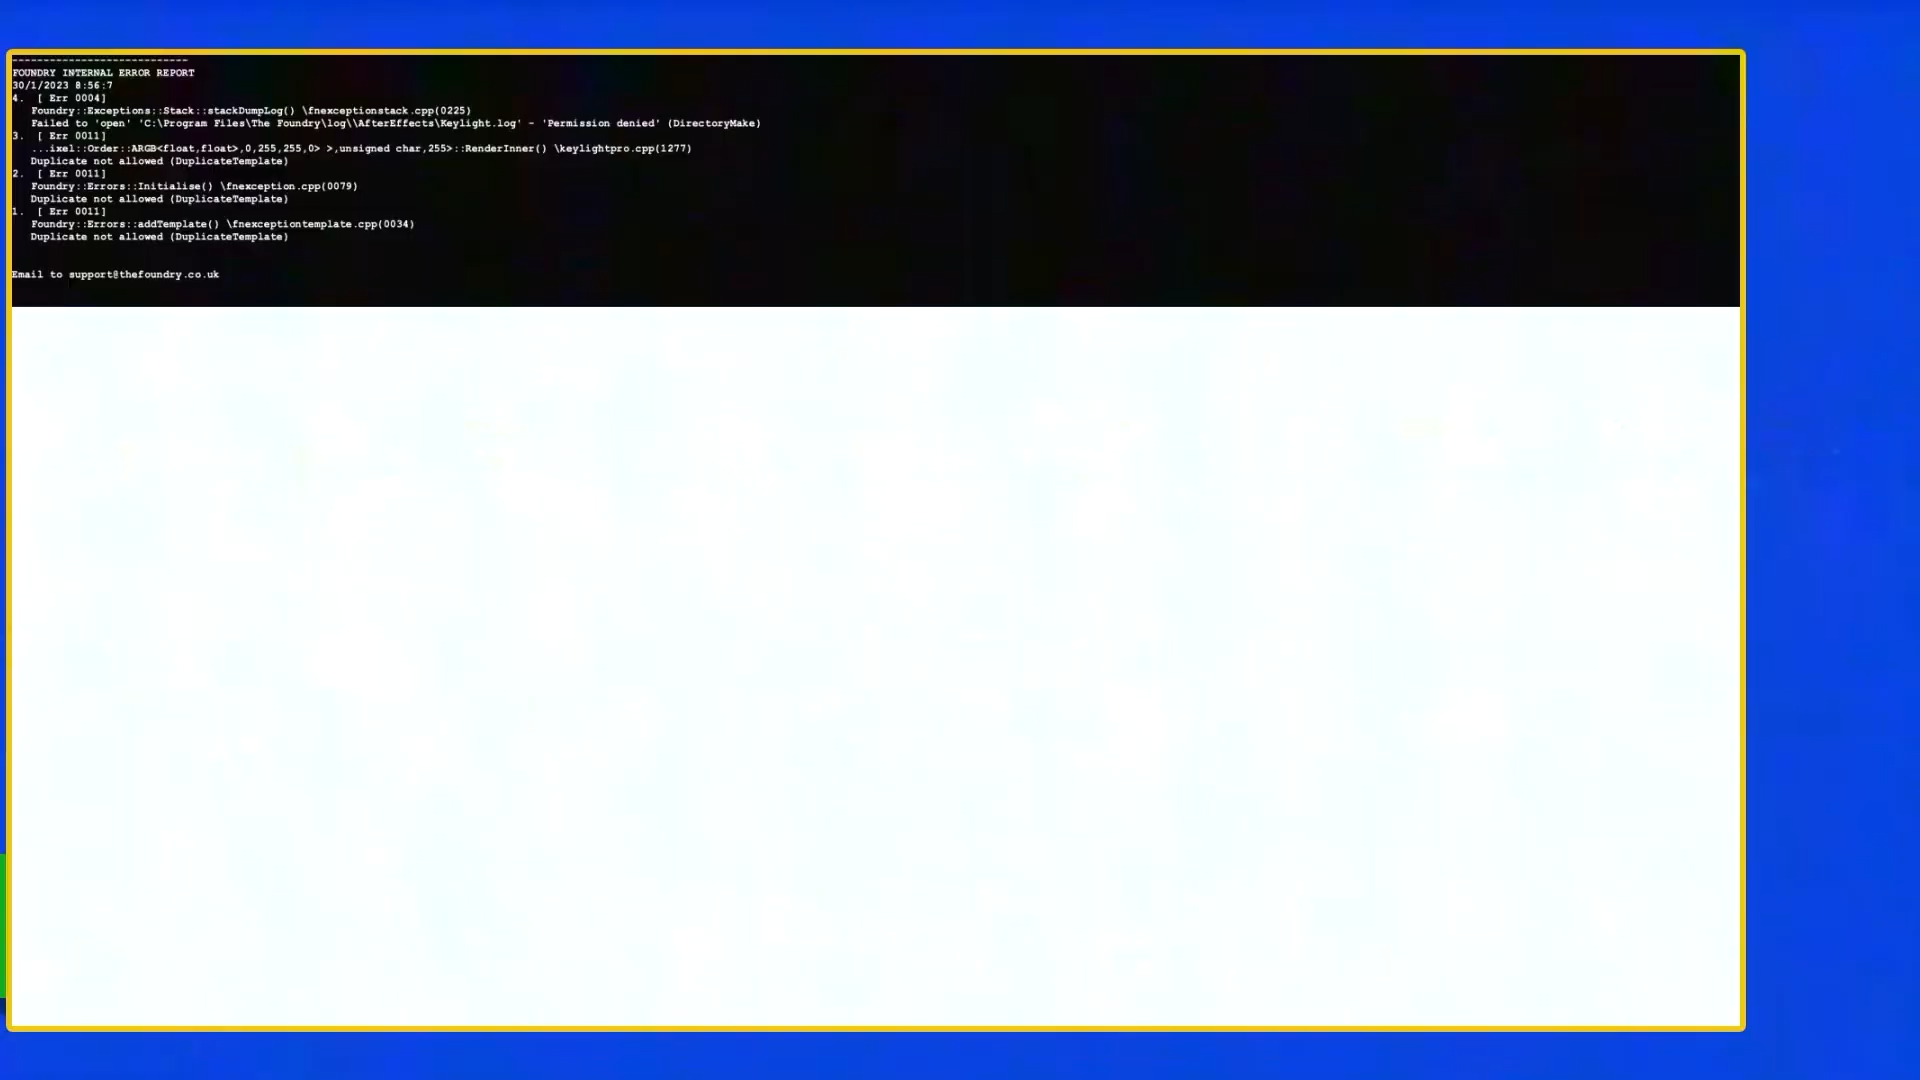 ----------------------------
FOUNDRY INTERNAL ERROR REPORT
30/1/2023 8:56:7
4. [ Err 0004]
Foundry::Exceptions::Stack::stackDumpLog() \fnexceptionstack.cpp(0225)
Failed to 'open' 'C:\Program Files\The Foundry\log\\AfterEffects\Keylight.log' - 'Permission denied' (DirectoryMake)
3. [ Err 0011]
...ixel::Order::ARGB<float,float>,0,255,255,0> >,unsigned char,255>::RenderInner() \keylightpro.cpp(1277)
Duplicate not allowed (DuplicateTemplate)
2. [ Err 0011]
Foundry::Errors::Initialise() \fnexception.cpp(0079)
Duplicate not allowed (DuplicateTemplate)
1. [ Err 0011]
Foundry::Errors::addTemplate() \fnexceptiontemplate.cpp(0034)
Duplicate not allowed (DuplicateTemplate)
Email to support@thefoundry.co.uk